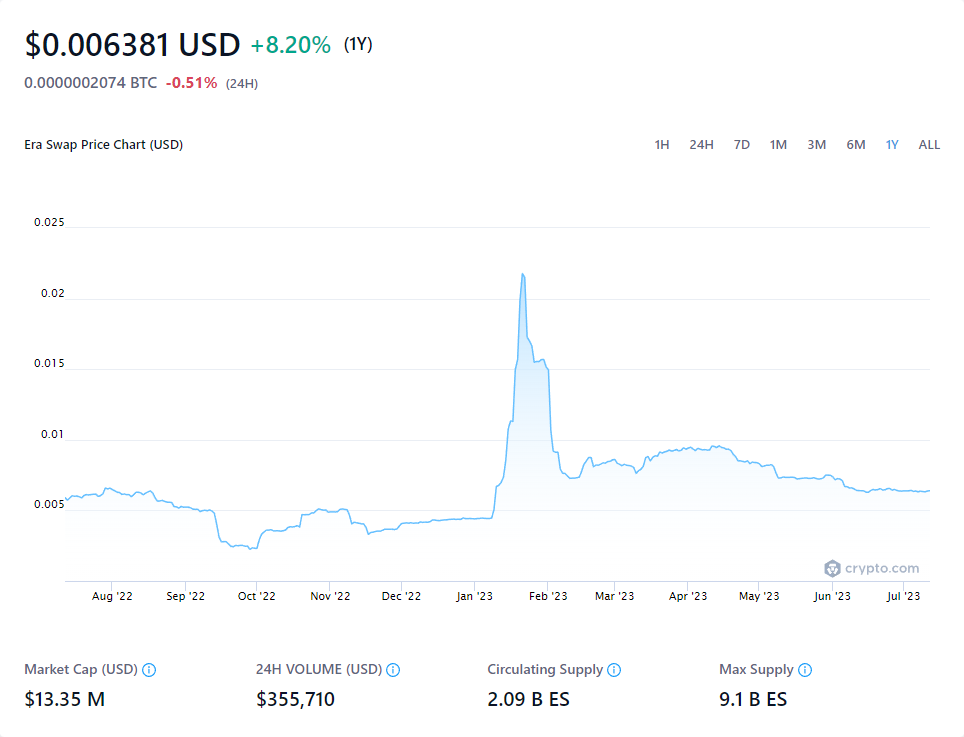 $0.006381 USD +8.20% (1Y)
0.0000002074 BTC -0.51% (24H)
Era Swap Price Chart (USD) 1H 24H 7D 1M 3M 6M 1Y ALL
0.025
0.02
0.015
0.01
0.005
crypto.com
Aug '22 Sep '22 Oct '22 Nov '22 Dec '22 Jan '23 Feb '23 Mar '23 Apr '23 May '23 Jun '23 Jul '23
Market Cap (USD) 24H VOLUME (USD) Circulating Supply Max Supply
$13.35 M $355,710 2.09 B ES 9.1 B ES